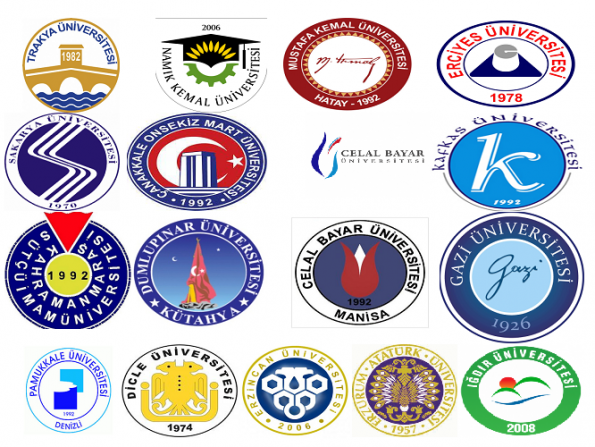 TRAKYA ÜNİVERSİTESİ
1982
2006
NAMIK KEMAL ÜNİVERSİTESİ
MUSTAFA KEMAL ÜNİVERSİTESİ
HATAY - 1992
ERCİYES ÜNİVERSİTESİ
1978
SAKARYA ÜNİVERSİTESİ
1970
ÇANAKKALE ONSEKİZ MART ÜNİVERSİTESİ
• 1992 •
CELAL BAYAR
ÜNİVERSİTESİ
KAFKAS ÜNİVERSİTESİ
k
1992
KAHRAMANMARAŞ
SÜTÇÜ İMAM ÜNİVERSİTESİ
1992
DUMLUPINAR ÜNİVERSİTESİ
KÜTAHYA
CELAL BAYAR ÜNİVERSİTESİ
1992
MANİSA
GAZİ ÜNİVERSİTESİ
gazi
1926
PAMUKKALE ÜNİVERSİTESİ
1992
DENİZLİ
DİCLE ÜNİVERSİTESİ
1974
ERZİNCAN ÜNİVERSİTESİ
• 2006 •
ERZURUM • ATATÜRK • ÜNİVERSİTESİ
• 1957 •
IĞDIR ÜNİVERSİTESİ
2008